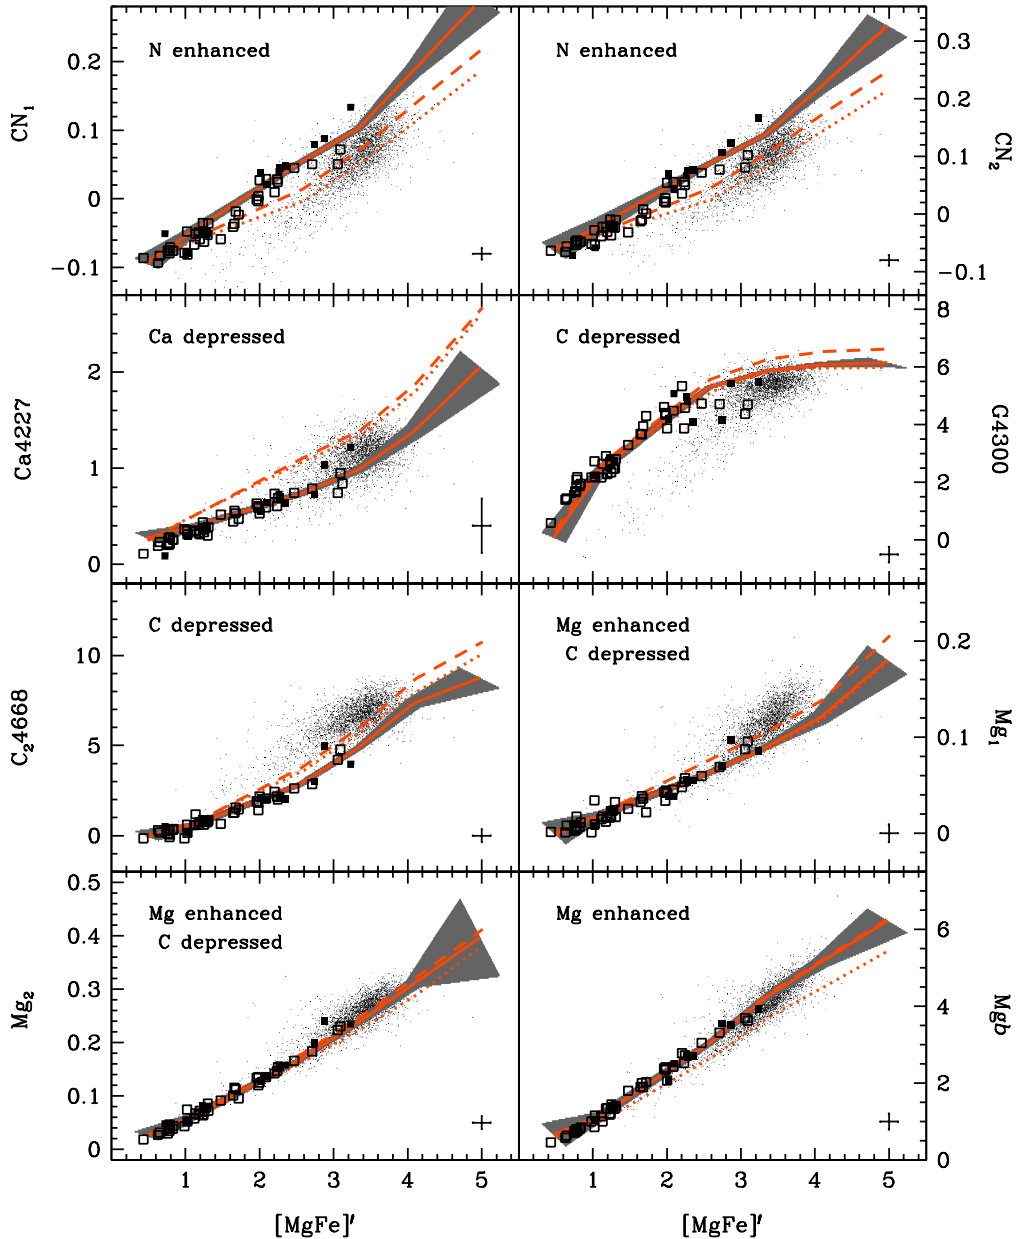 N enhanced
N enhanced
0.2
0.1
0
−0.1
CN1
0.3
0.2
0.1
0
−0.1
CN2
Ca depressed
C depressed
2
1
0
Ca4227
8
6
4
2
0
G4300
C depressed
Mg enhanced
C depressed
10
5
0
C24668
0.2
0.1
0
Mg1
Mg enhanced
C depressed
Mg enhanced
0.5
0.4
0.3
0.2
0.1
0
Mg2
6
4
2
0
Mgb
1 2 3 4 5
1 2 3 4 5
[MgFe]′
[MgFe]′